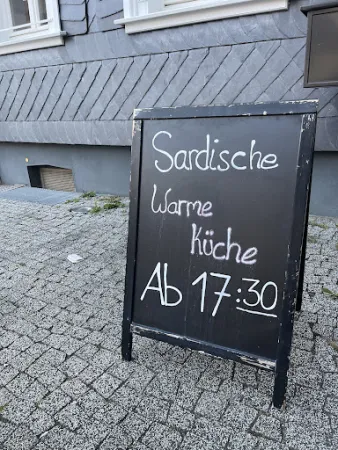 Sardische
Warme
Küche
Ab 17:30